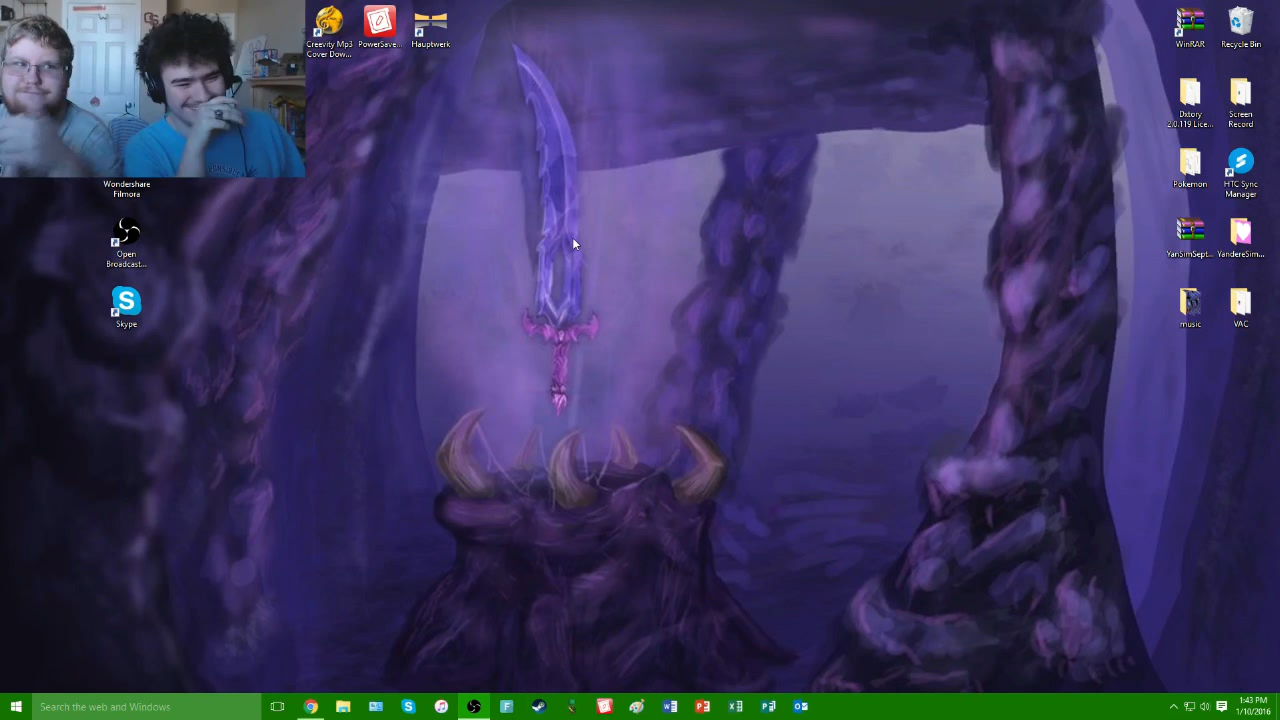 Creevity Mp3
Cover Dow...
PowerSave...
Hauptwerk
WinRAR
Recycle Bin
Dxtory
2.0.119 Lice...
Screen
Record
Wondershare
Filmora
Pokemon
HTC Sync
Manager
Open
Broadcast...
YanSimSept...
YandereSim...
Skype
music
VAC
Search the web and Windows
1:43 PM
1/10/2016